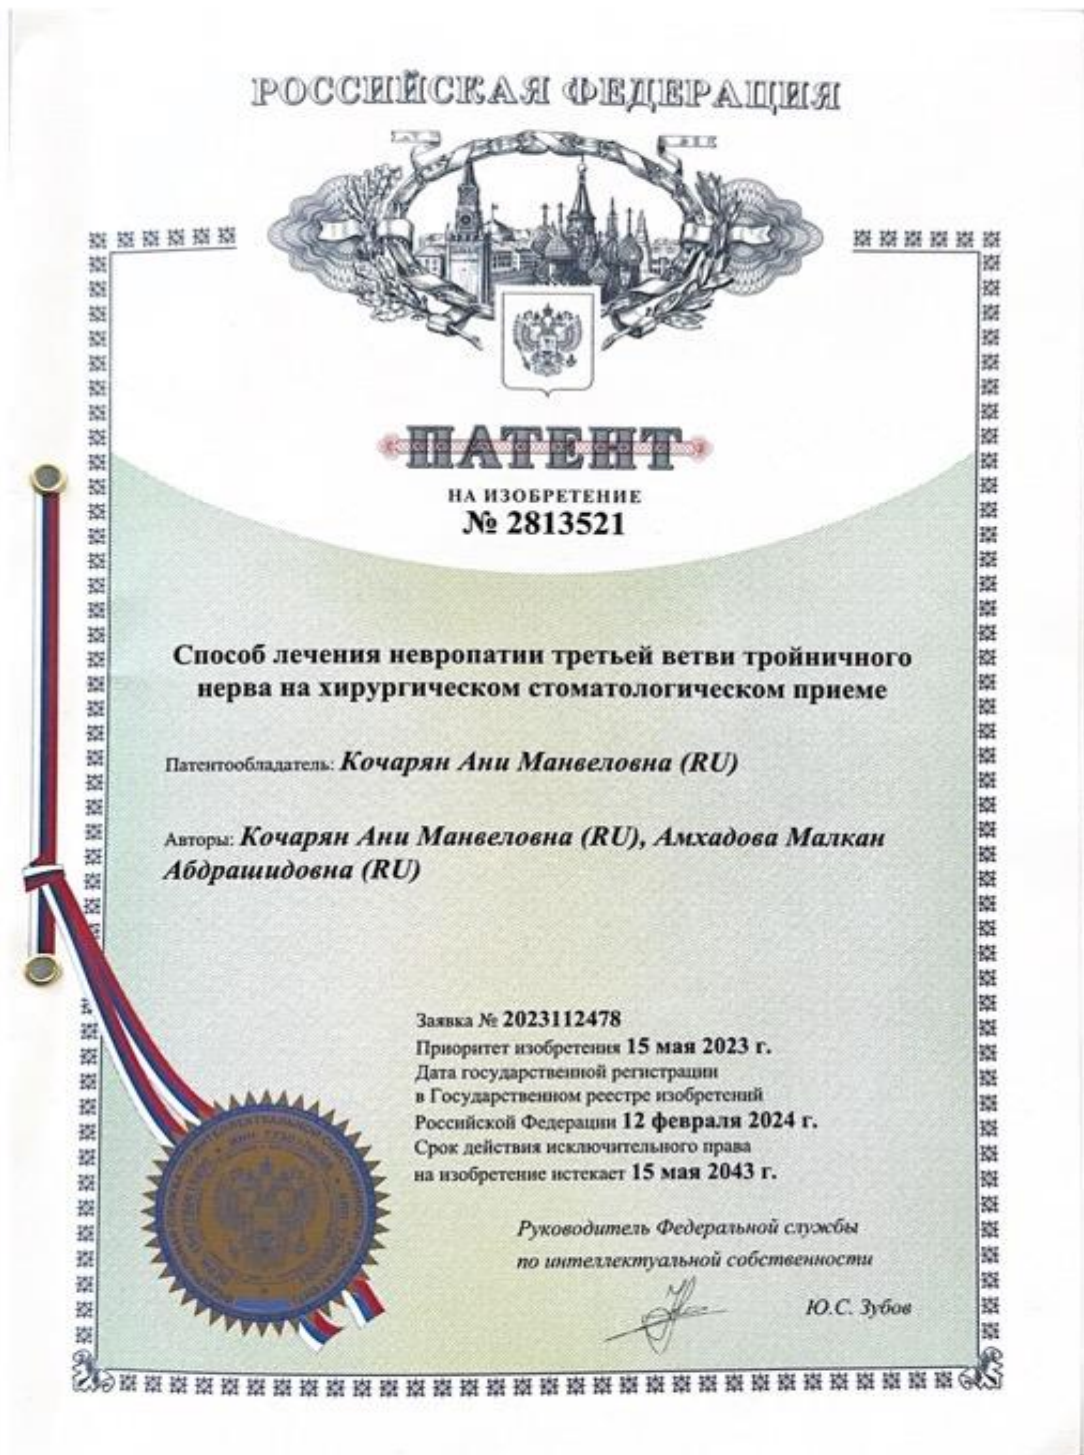 РОССИЙСКАЯ ФЕДЕРАЦИЯ
ПАТЕНТ
НА ИЗОБРЕТЕНИЕ
№ 2813521
Способ лечения невропатии третьей ветви тройничного
нерва на хирургическом стоматологическом приеме
Патентообладатель: Кочарян Ани Манвеловна (RU)
Авторы: Кочарян Ани Манвеловна (RU), Амхадова Малкан
Абдрашидовна (RU)
Заявка № 2023112478
Приоритет изобретения 15 мая 2023 г.
Дата государственной регистрации
в Государственном реестре изобретений
Российской Федерации 12 февраля 2024 г.
Срок действия исключительного права
на изобретение истекает 15 мая 2043 г.
Руководитель Федеральной службы
по интеллектуальной собственности
Ю.С. Зубов